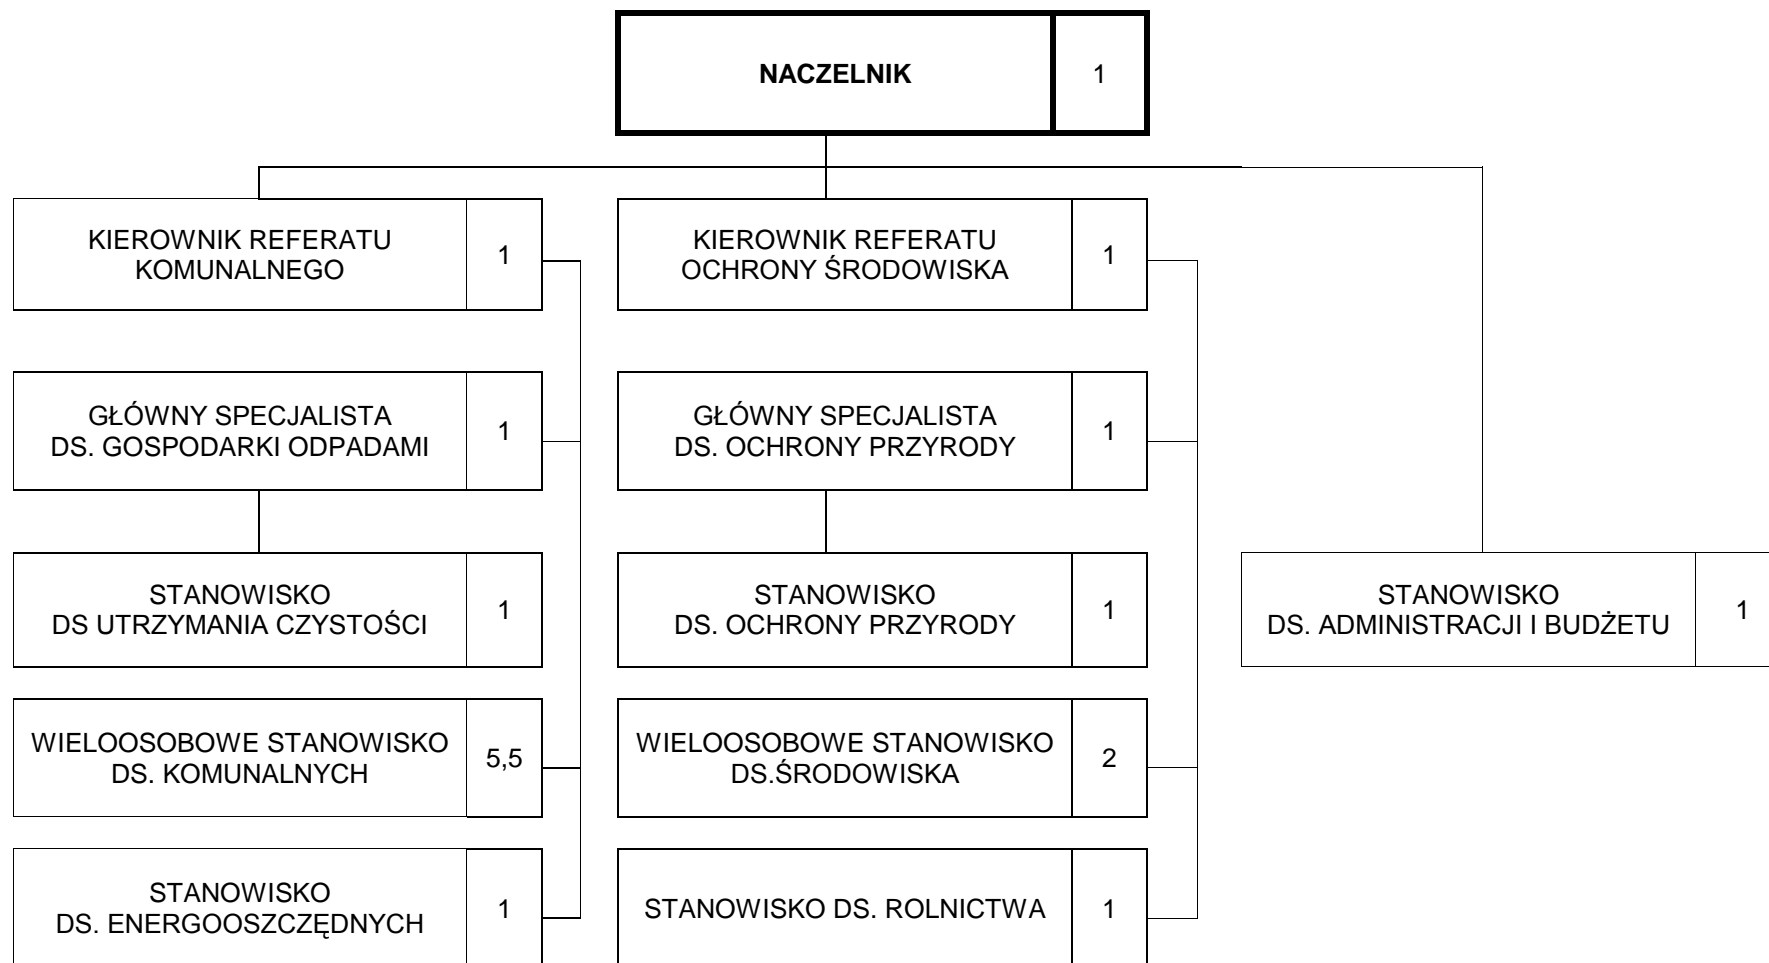 NACZELNIK
1
KIEROWNIK REFERATU
KOMUNALNEGO
1
KIEROWNIK REFERATU
OCHRONY ŚRODOWISKA
1
GŁÓWNY SPECJALISTA
DS. GOSPODARKI ODPADAMI
1
GŁÓWNY SPECJALISTA
DS. OCHRONY PRZYRODY
1
STANOWISKO
DS UTRZYMANIA CZYSTOŚCI
1
STANOWISKO
DS. OCHRONY PRZYRODY
1
STANOWISKO
DS. ADMINISTRACJI I BUDŻETU
1
WIELOOSOBOWE STANOWISKO
DS. KOMUNALNYCH
5,5
WIELOOSOBOWE STANOWISKO
DS.ŚRODOWISKA
2
STANOWISKO
DS. ENERGOOSZCZĘDNYCH
1
STANOWISKO DS. ROLNICTWA
1